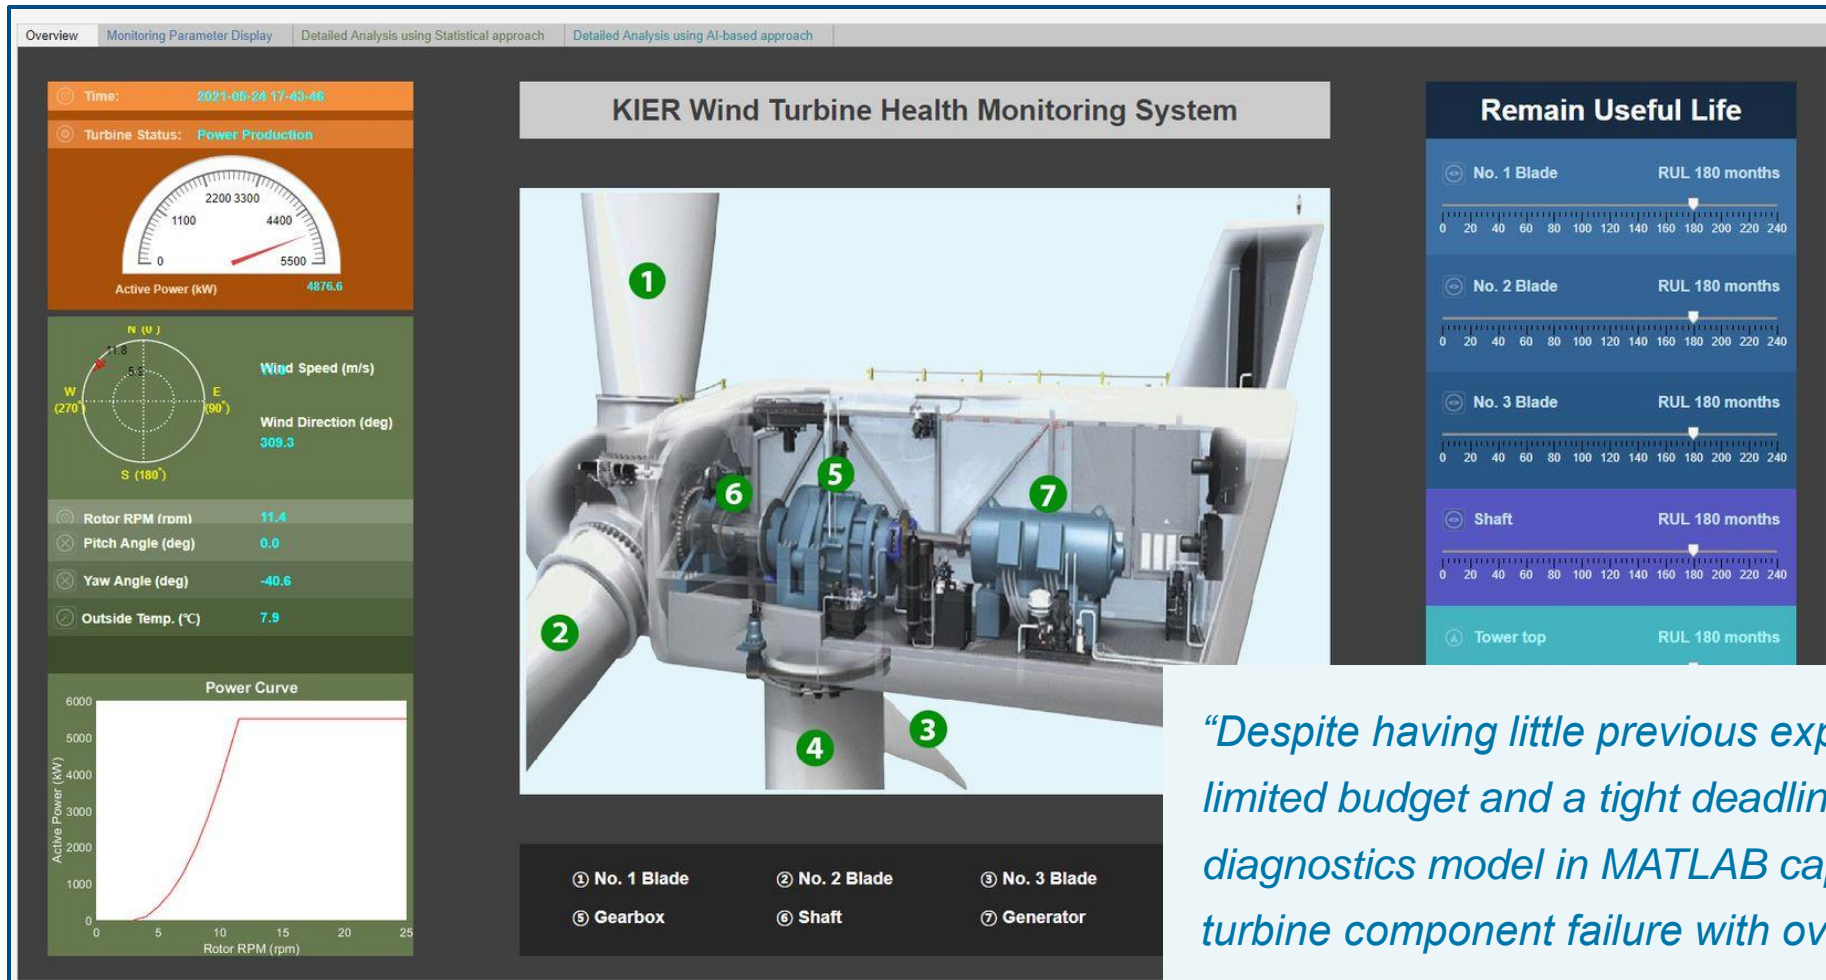 Overview Monitoring Parameter Display Detailed Analysis using Statistical approach Detailed Analysis using AI-based approach
Time: 2021-05-24 17-43-46
Turbine Status: Power Production
0 1100 2200 3300 4400 5500
Active Power (kW) 4876.6
N (0 )
11.8
W (270°)
E (90°)
S (180°)
Wind Speed (m/s)
Wind Direction (deg)
309.3
Rotor RPM (rpm) 11.4
Pitch Angle (deg) 0.0
Yaw Angle (deg) -40.6
Outside Temp. (℃) 7.9
Power Curve
6000
5000
4000
3000
2000
1000
0
Active Power (kW)
0 5 10 15 20 25
Rotor RPM (rpm)
KIER Wind Turbine Health Monitoring System
1
2
3
4
5
6
7
① No. 1 Blade ② No. 2 Blade ③ No. 3 Blade
⑤ Gearbox ⑥ Shaft ⑦ Generator
Remain Useful Life
No. 1 Blade RUL 180 months
0 20 40 60 80 100 120 140 160 180 200 220 240
No. 2 Blade RUL 180 months
0 20 40 60 80 100 120 140 160 180 200 220 240
No. 3 Blade RUL 180 months
0 20 40 60 80 100 120 140 160 180 200 220 240
Shaft RUL 180 months
0 20 40 60 80 100 120 140 160 180 200 220 240
Tower top RUL 180 months
“Despite having little previous exp
limited budget and a tight deadlin
diagnostics model in MATLAB ca
turbine component failure with ov